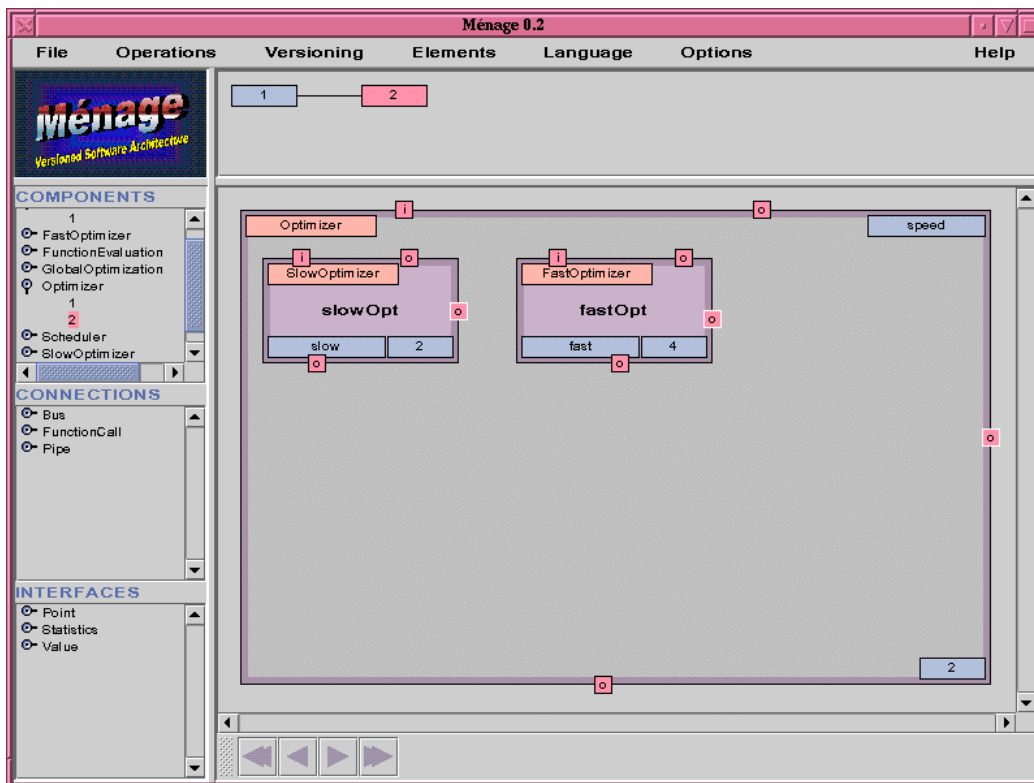 Ménage 0.2
File Operations Versioning Elements Language Options Help
Ménage
Versioned Software Architecture
1 2
COMPONENTS
1
FastOptimizer
FunctionEvaluation
GlobalOptimization
Optimizer
1
2
Scheduler
SlowOptimizer
CONNECTIONS
Bus
FunctionCall
Pipe
INTERFACES
Point
Statistics
Value
i o
Optimizer speed
i o i o
SlowOptimizer FastOptimizer
slowOpt o fastOpt o
slow 2 fast 4
o o
o
2
o